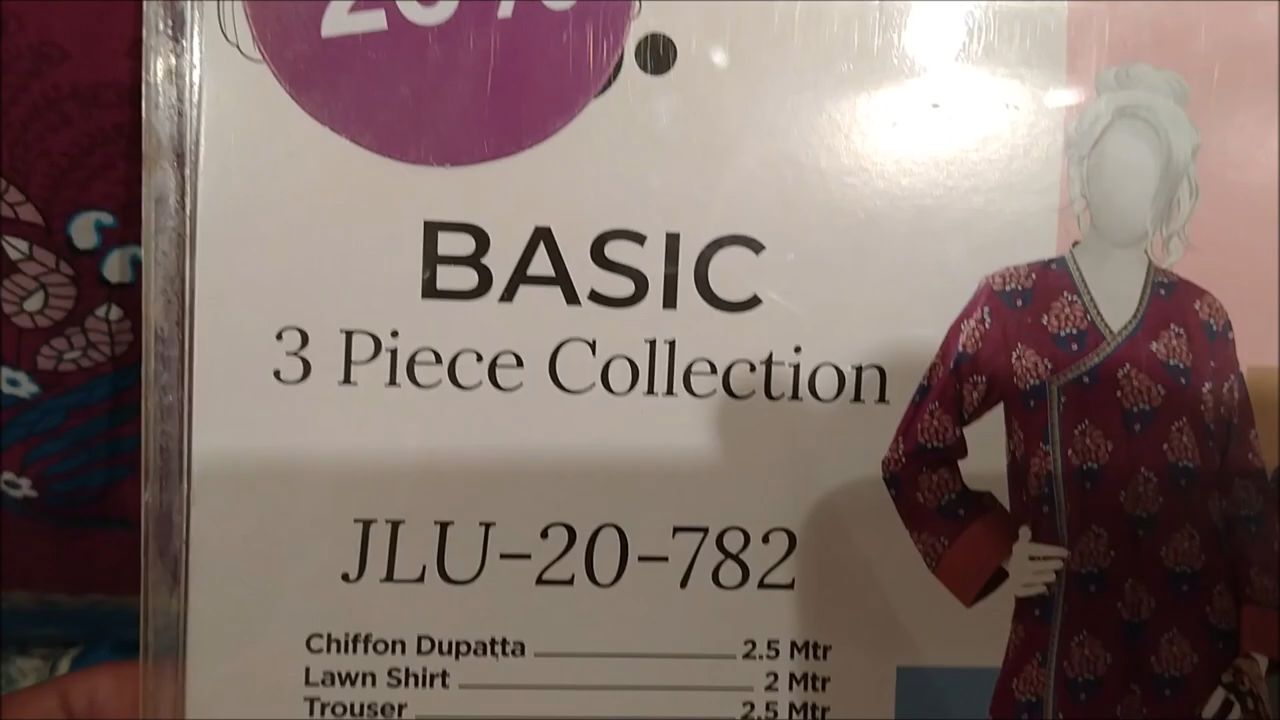 BASIC
3 Piece Collection
JLU-20-782
Chiffon Dupatta 2.5 Mtr
Lawn Shirt 2 Mtr
Trouser 2.5 Mtr